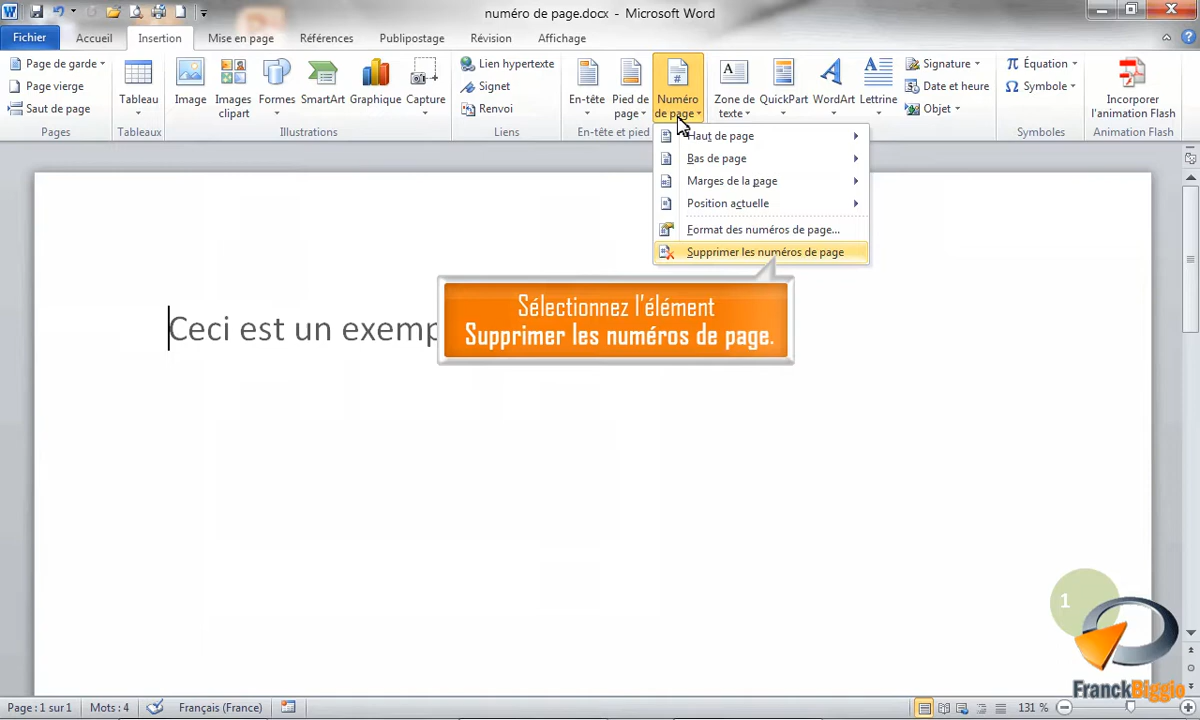 numéro de page.docx - Microsoft Word
Fichier Accueil Insertion Mise en page Références Publipostage Révision Affichage
Page de garde
Page vierge
Saut de page
Pages
Tableau
Tableaux
Image
Images
clipart
Formes
SmartArt
Graphique
Capture
Illustrations
Lien hypertexte
Signet
Renvoi
Liens
En-tête
Pied de
page
Numéro
de page
En-tête et pied
Zone de
texte
QuickPart
WordArt
Lettrine
Signature
Date et heure
Objet
Équation
Symbole
Symboles
Incorporer
l'animation Flash
Animation Flash
Haut de page
Bas de page
Marges de la page
Position actuelle
Format des numéros de page...
Supprimer les numéros de page
Sélectionnez l'élément
Supprimer les numéros de page.
Ceci est un exemp
1
FranckBiggio
Page : 1 sur 1 Mots : 4 Français (France) 131 %